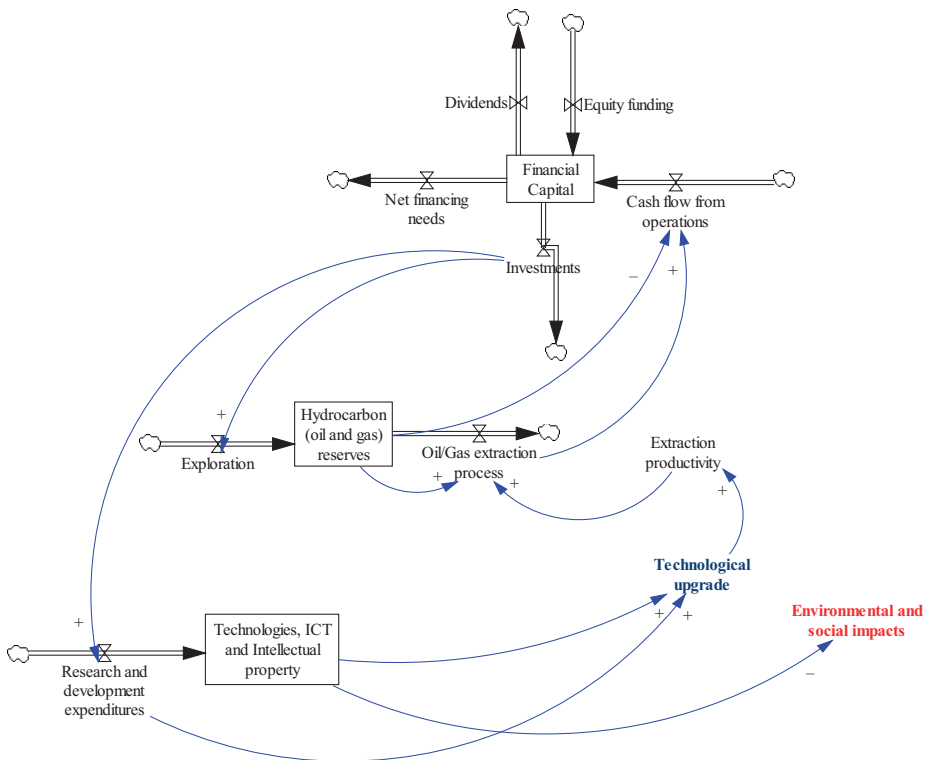 Dividends
Equity funding
Financial
Capital
Net financing
needs
Cash flow from
operations
Investments
–
+
+
Hydrocarbon
(oil and gas)
reserves
Exploration
Oil/Gas extraction
process
+
+
Extraction
productivity
+
Technological
upgrade
+
+
Environmental and
social impacts
–
+
Technologies, ICT
and Intellectual
property
Research and
development
expenditures